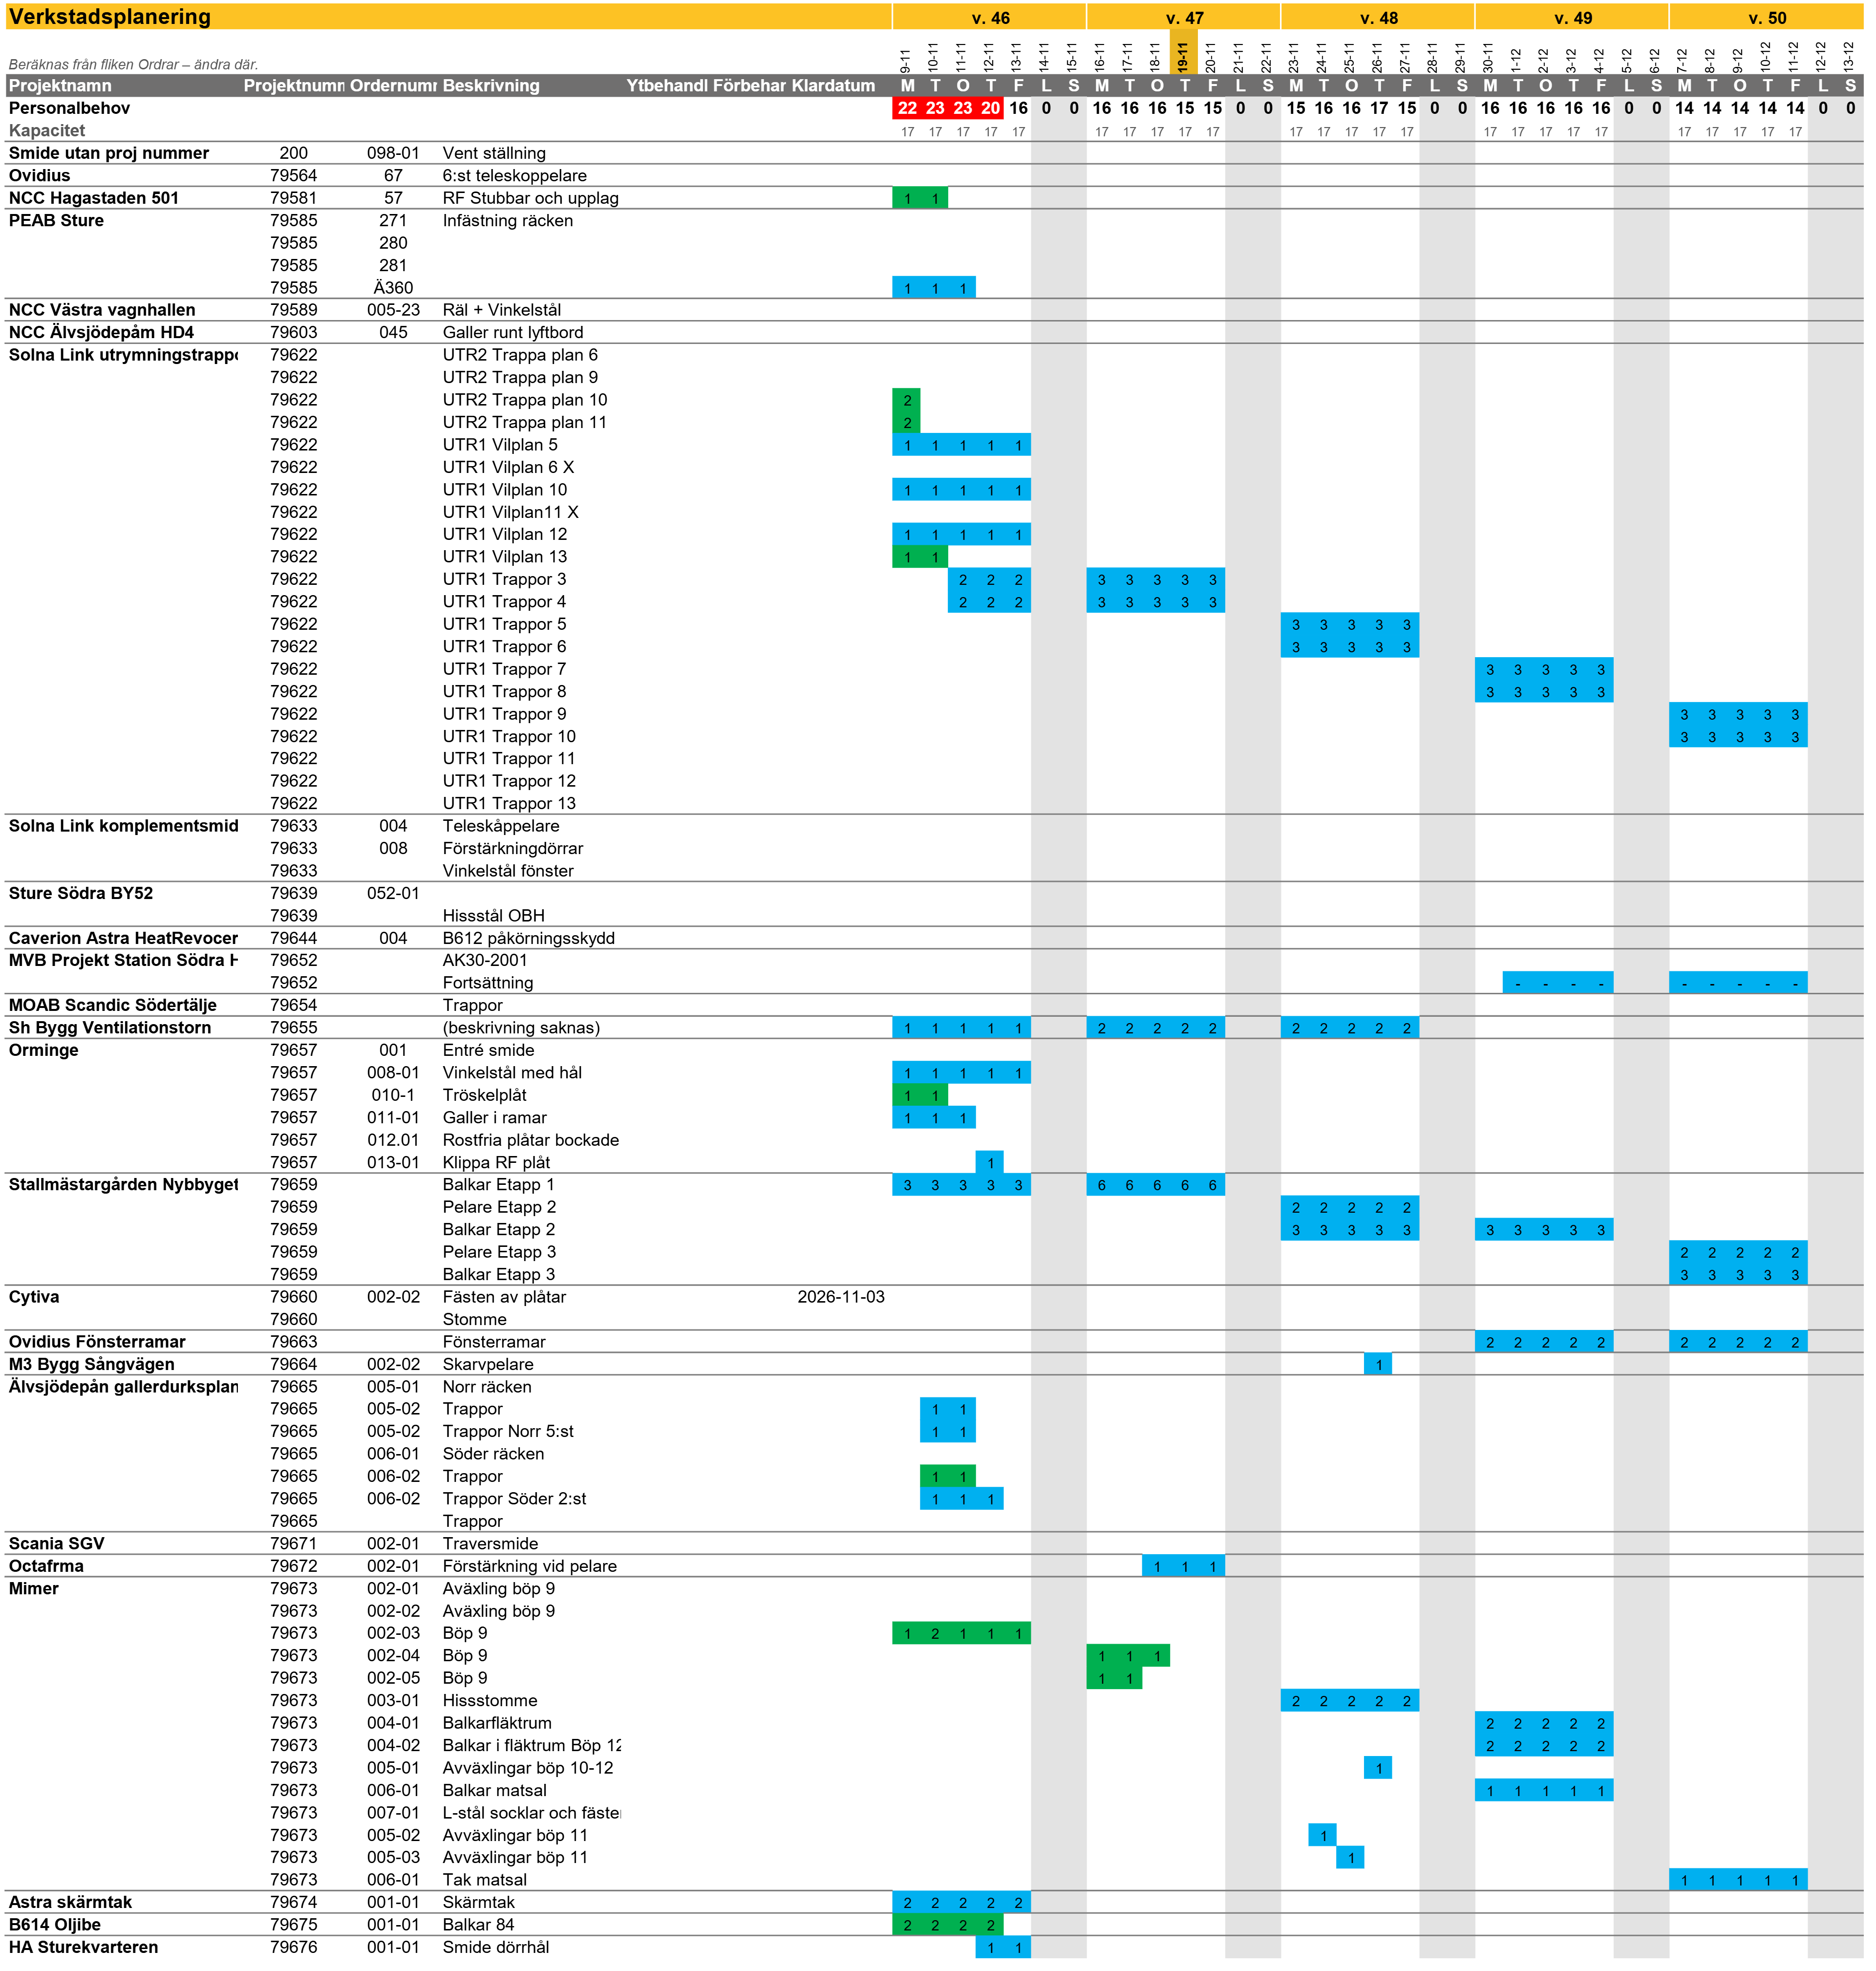 Verkstadsplanering v. 46 v. 47 v. 48 v. 49 v. 50
Beräknas från fliken Ordrar – ändra där. 9-11 10-11 11-11 12-11 13-11 14-11 15-11 16-11 17-11 18-11 19-11 20-11 21-11 22-11 23-11 24-11 25-11 26-11 27-11 28-11 29-11 30-11 1-12 2-12 3-12 4-12 5-12 6-12 7-12 8-12 9-12 10-12 11-12 12-12 13-12
Projektnamn Projektnumr Ordernumr Beskrivning Ytbehandl Förbehar Klardatum M T O T F L S M T O T F L S M T O T F L S M T O T F L S M T O T F L S
Personalbehov 22 23 23 20 16 0 0 16 16 16 15 15 0 0 15 16 16 17 15 0 0 16 16 16 16 16 0 0 14 14 14 14 14 0 0
Kapacitet 17 17 17 17 17 17 17 17 17 17 17 17 17 17 17 17 17 17 17 17 17 17 17 17 17
Smide utan proj nummer 200 098-01 Vent ställning
Ovidius 79564 67 6:st teleskoppelare
NCC Hagastaden 501 79581 57 RF Stubbar och upplag 1 1
PEAB Sture 79585 271 Infästning räcken
79585 280
79585 281
79585 Ä360 1 1 1
NCC Västra vagnhallen 79589 005-23 Räl + Vinkelstål
NCC Älvsjödepåm HD4 79603 045 Galler runt lyftbord
Solna Link utrymningstrappo 79622 UTR2 Trappa plan 6
79622 UTR2 Trappa plan 9
79622 UTR2 Trappa plan 10 2
79622 UTR2 Trappa plan 11 2
79622 UTR1 Vilplan 5 1 1 1 1 1
79622 UTR1 Vilplan 6 X
79622 UTR1 Vilplan 10 1 1 1 1 1
79622 UTR1 Vilplan11 X
79622 UTR1 Vilplan 12 1 1 1 1 1
79622 UTR1 Vilplan 13 1 1
79622 UTR1 Trappor 3 2 2 2 3 3 3 3 3
79622 UTR1 Trappor 4 2 2 2 3 3 3 3 3
79622 UTR1 Trappor 5 3 3 3 3 3
79622 UTR1 Trappor 6 3 3 3 3 3
79622 UTR1 Trappor 7 3 3 3 3 3
79622 UTR1 Trappor 8 3 3 3 3 3
79622 UTR1 Trappor 9 3 3 3 3 3
79622 UTR1 Trappor 10 3 3 3 3 3
79622 UTR1 Trappor 11
79622 UTR1 Trappor 12
79622 UTR1 Trappor 13
Solna Link komplementsmid 79633 004 Teleskåppelare
79633 008 Förstärkningdörrar
79633 Vinkelstål fönster
Sture Södra BY52 79639 052-01
79639 Hissstål OBH
Caverion Astra HeatRevocer 79644 004 B612 påkörningsskydd
MVB Projekt Station Södra H 79652 AK30-2001
79652 Fortsättning - - - - - - - - -
MOAB Scandic Södertälje 79654 Trappor
Sh Bygg Ventilationstorn 79655 (beskrivning saknas) 1 1 1 1 1 2 2 2 2 2 2 2 2 2 2
Orminge 79657 001 Entré smide
79657 008-01 Vinkelstål med hål 1 1 1 1 1
79657 010-1 Tröskelplåt 1 1
79657 011-01 Galler i ramar 1 1 1
79657 012.01 Rostfria plåtar bockade
79657 013-01 Klippa RF plåt 1
Stallmästargården Nybbyget 79659 Balkar Etapp 1 3 3 3 3 3 6 6 6 6 6
79659 Pelare Etapp 2 2 2 2 2 2
79659 Balkar Etapp 2 3 3 3 3 3 3 3 3 3 3
79659 Pelare Etapp 3 2 2 2 2 2
79659 Balkar Etapp 3 3 3 3 3 3
Cytiva 79660 002-02 Fästen av plåtar 2026-11-03
79660 Stomme
Ovidius Fönsterramar 79663 Fönsterramar 2 2 2 2 2 2 2 2 2 2
M3 Bygg Sångvägen 79664 002-02 Skarvpelare 1
Älvsjödepån gallerdurksplan 79665 005-01 Norr räcken
79665 005-02 Trappor 1 1
79665 005-02 Trappor Norr 5:st 1 1
79665 006-01 Söder räcken
79665 006-02 Trappor 1 1
79665 006-02 Trappor Söder 2:st 1 1 1
79665 Trappor
Scania SGV 79671 002-01 Traversmide
Octafrma 79672 002-01 Förstärkning vid pelare 1 1 1
Mimer 79673 002-01 Aväxling böp 9
79673 002-02 Aväxling böp 9
79673 002-03 Böp 9 1 2 1 1 1
79673 002-04 Böp 9 1 1 1
79673 002-05 Böp 9 1 1
79673 003-01 Hissstomme 2 2 2 2 2
79673 004-01 Balkarfläktrum 2 2 2 2 2
79673 004-02 Balkar i fläktrum Böp 12 2 2 2 2 2
79673 005-01 Avväxlingar böp 10-12 1
79673 006-01 Balkar matsal 1 1 1 1 1
79673 007-01 L-stål socklar och fäste
79673 005-02 Avväxlingar böp 11 1
79673 005-03 Avväxlingar böp 11 1
79673 006-01 Tak matsal 1 1 1 1 1
Astra skärmtak 79674 001-01 Skärmtak 2 2 2 2 2
B614 Oljibe 79675 001-01 Balkar 84 2 2 2 2
HA Sturekvarteren 79676 001-01 Smide dörrhål 1 1